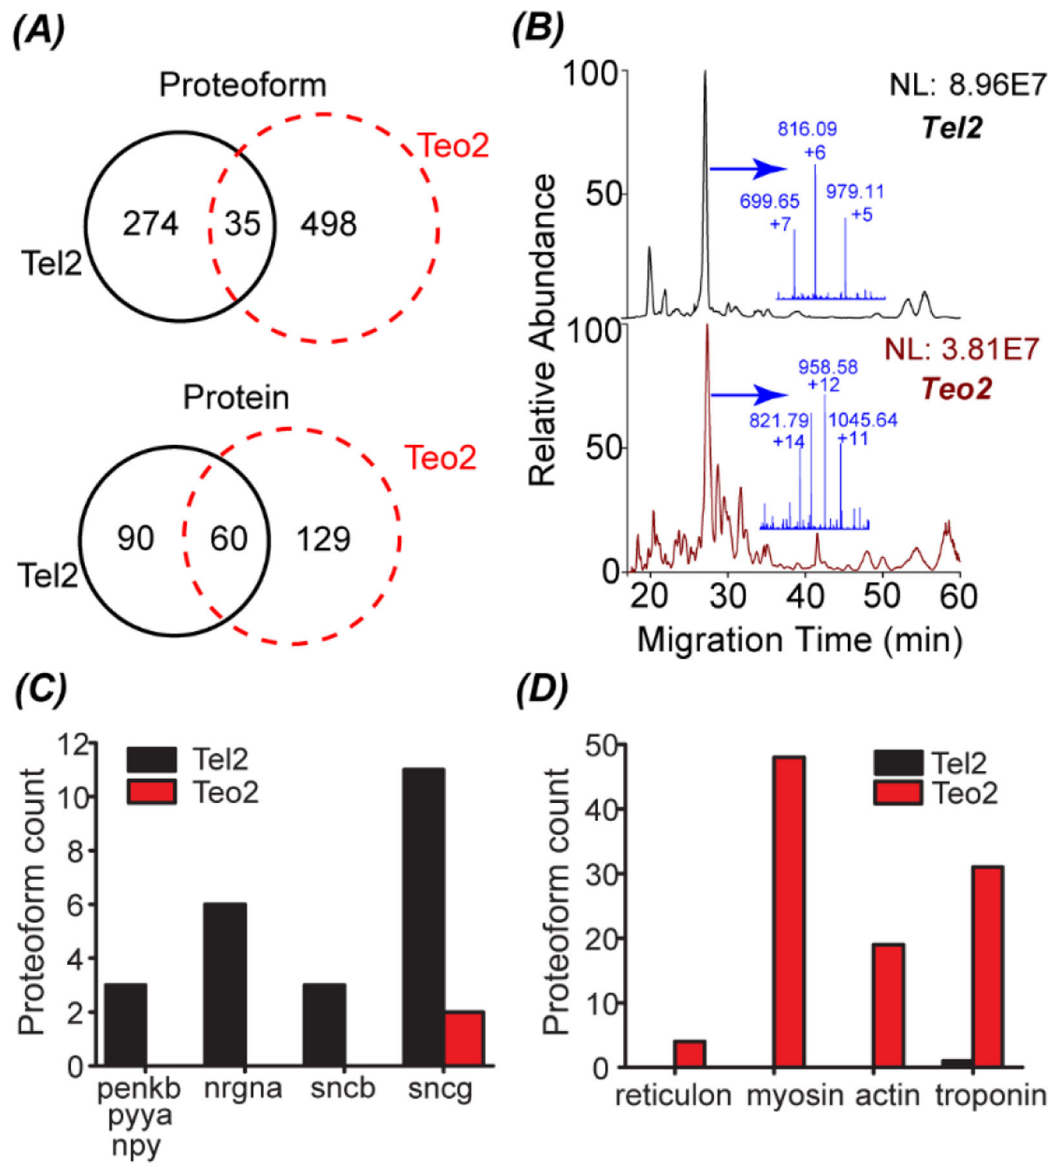 (A)
Proteoform
Teo2
274 35 498
Tel2
Protein
Teo2
90 60 129
Tel2
(B)
Relative Abundance
100
50
NL: 8.96E7
Tel2
816.09
+6
699.65
+7
979.11
+5
100
50
0
NL: 3.81E7
Teo2
958.58
+12
821.79
+14
1045.64
+11
20 30 40 50 60
Migration Time (min)
(C)
Proteoform count
12
10
8
6
4
2
0
Tel2
Teo2
penkb nrgna sncb sncg
pyya
npy
(D)
Proteoform count
50
40
30
20
10
0
Tel2
Teo2
reticulon myosin actin troponin